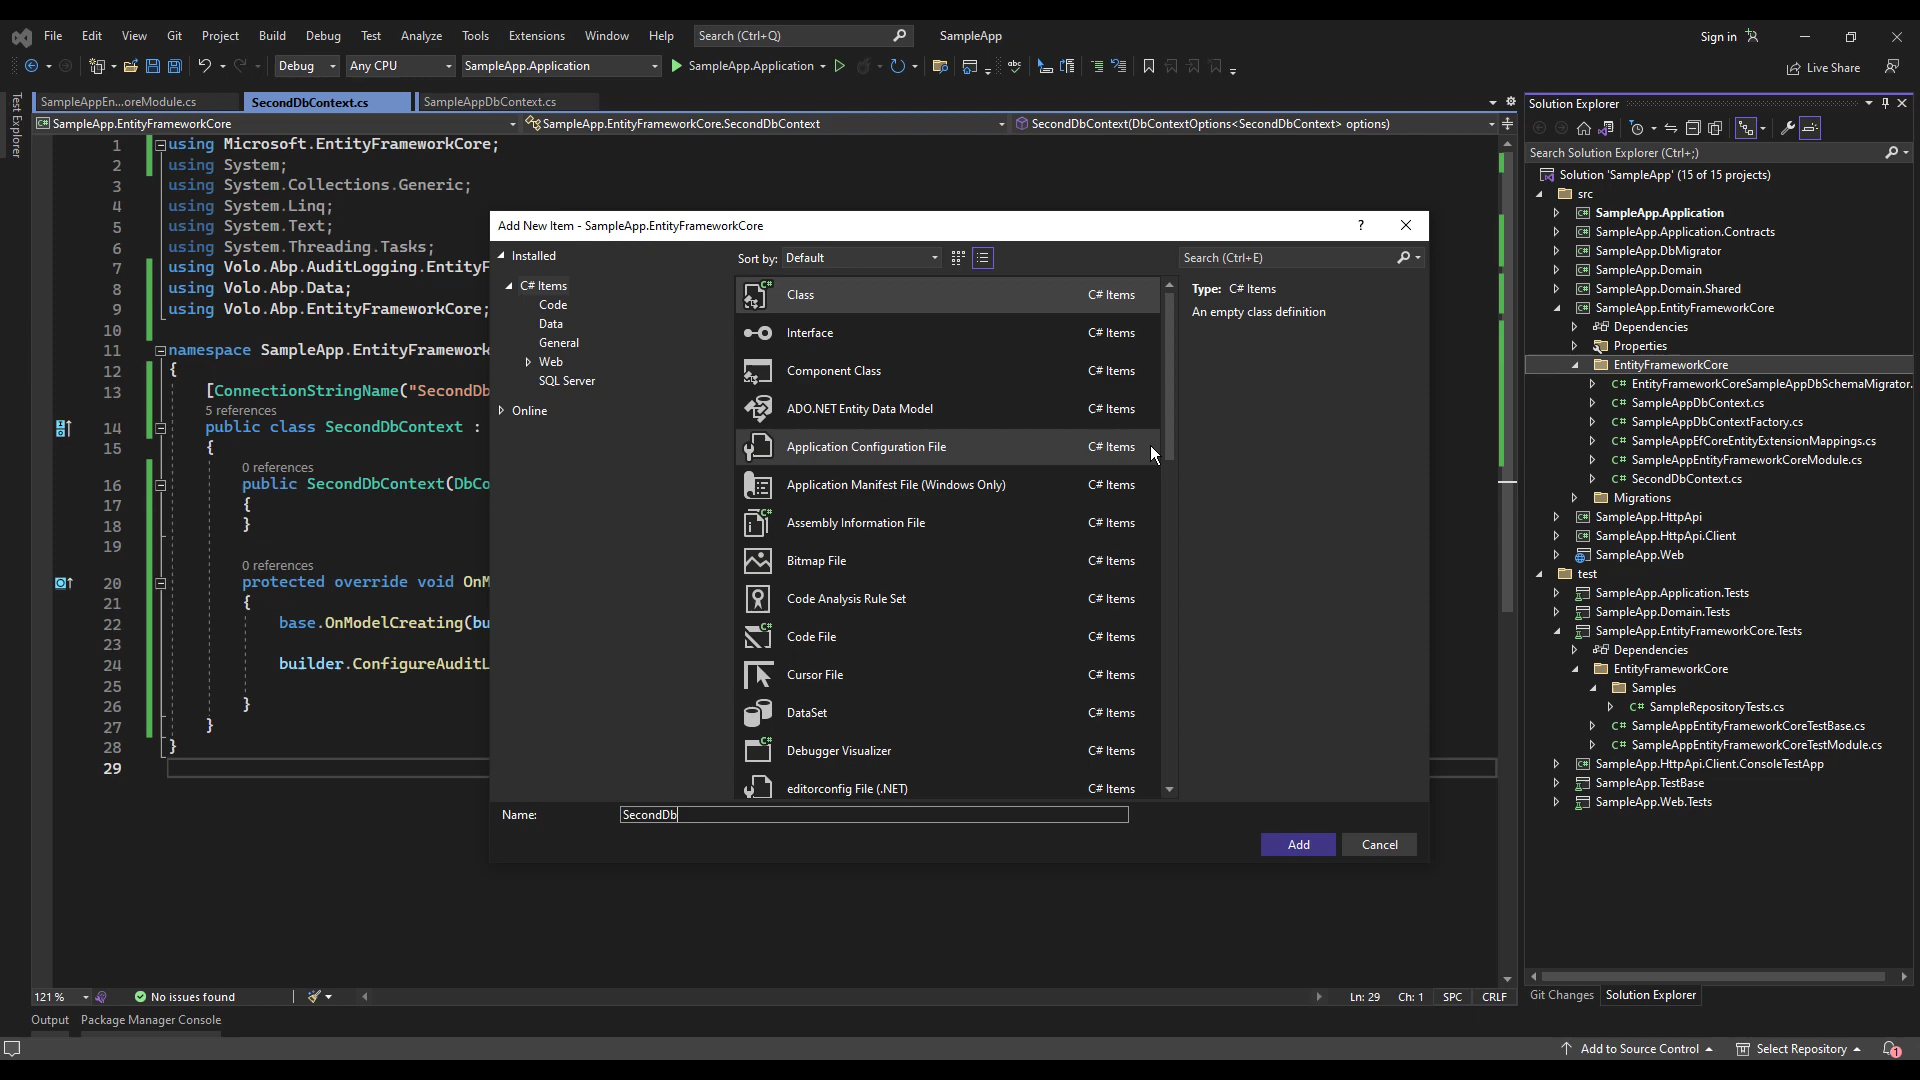 File Edit View Git Project Build Debug Test Analyze Tools Extensions Window Help Search (Ctrl+Q) SampleApp Sign in
Debug Any CPU SampleApp.Application SampleApp.Application Live Share
Test Explorer
SampleAppEn...oreModule.cs SecondDbContext.cs SampleAppDbContext.cs
SampleApp.EntityFrameworkCore SampleApp.EntityFrameworkCore.SecondDbContext SecondDbContext(DbContextOptions<SecondDbContext> options)
1 using Microsoft.EntityFrameworkCore;
2 using System;
3 using System.Collections.Generic;
4 using System.Linq;
5 using System.Text;
6 using System.Threading.Tasks;
7 using Volo.Abp.AuditLogging.EntityF
8 using Volo.Abp.Data;
9 using Volo.Abp.EntityFrameworkCore;
10
11 namespace SampleApp.EntityFramework
12 {
13 [ConnectionStringName("SecondDb
5 references
14 public class SecondDbContext :
15 {
0 references
16 public SecondDbContext(DbCo
17 {
18 }
19
0 references
20 protected override void OnM
21 {
22 base.OnModelCreating(bu
23
24 builder.ConfigureAuditL
25
26 }
27 }
28 }
29
Add New Item - SampleApp.EntityFrameworkCore ?
Installed
C# Items
Code
Data
General
Web
SQL Server
Online
Sort by: Default
Search (Ctrl+E)
Class C# Items
Interface C# Items
Component Class C# Items
ADO.NET Entity Data Model C# Items
Application Configuration File C# Items
Application Manifest File (Windows Only) C# Items
Assembly Information File C# Items
Bitmap File C# Items
Code Analysis Rule Set C# Items
Code File C# Items
Cursor File C# Items
DataSet C# Items
Debugger Visualizer C# Items
editorconfig File (.NET) C# Items
Type: C# Items
An empty class definition
Name: SecondDb
Add Cancel
Solution Explorer
Search Solution Explorer (Ctrl+;)
Solution 'SampleApp' (15 of 15 projects)
src
SampleApp.Application
SampleApp.Application.Contracts
SampleApp.DbMigrator
SampleApp.Domain
SampleApp.Domain.Shared
SampleApp.EntityFrameworkCore
Dependencies
Properties
EntityFrameworkCore
C# EntityFrameworkCoreSampleAppDbSchemaMigrator.
C# SampleAppDbContext.cs
C# SampleAppDbContextFactory.cs
C# SampleAppEfCoreEntityExtensionMappings.cs
C# SampleAppEntityFrameworkCoreModule.cs
C# SecondDbContext.cs
Migrations
SampleApp.HttpApi
SampleApp.HttpApi.Client
SampleApp.Web
test
SampleApp.Application.Tests
SampleApp.Domain.Tests
SampleApp.EntityFrameworkCore.Tests
Dependencies
EntityFrameworkCore
Samples
C# SampleRepositoryTests.cs
C# SampleAppEntityFrameworkCoreTestBase.cs
C# SampleAppEntityFrameworkCoreTestModule.cs
SampleApp.HttpApi.Client.ConsoleTestApp
SampleApp.TestBase
SampleApp.Web.Tests
Git Changes Solution Explorer
121 % No issues found Ln: 29 Ch: 1 SPC CRLF
Output Package Manager Console
Add to Source Control Select Repository 1